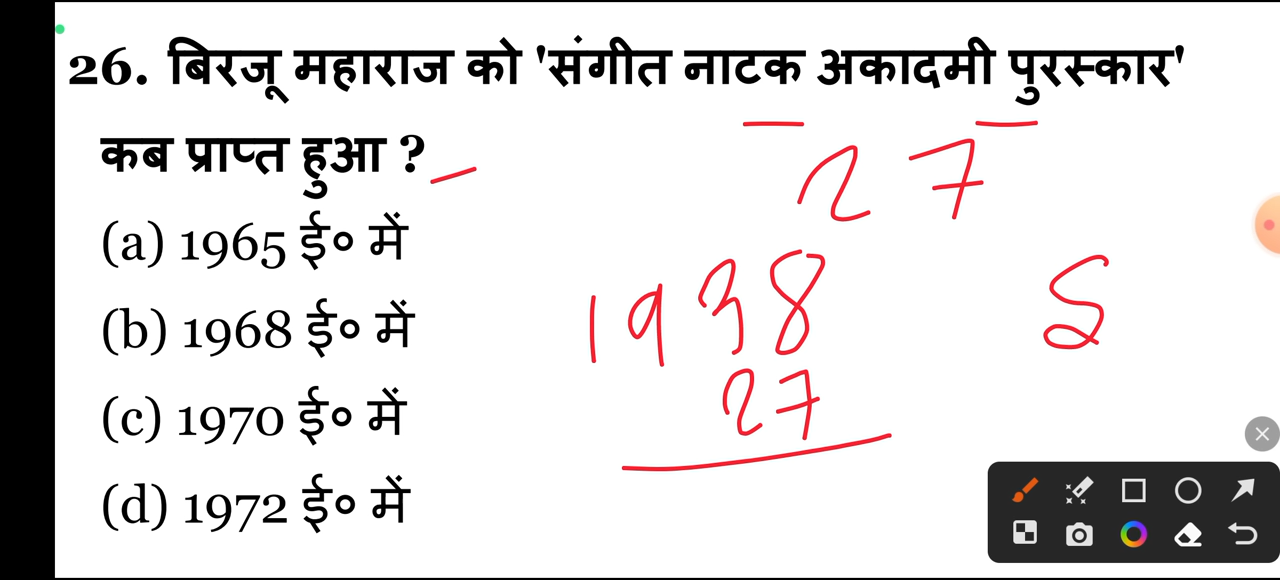 26. बिरजू महाराज को 'संगीत नाटक अकादमी पुरस्कार'
कब प्राप्त हुआ ?
27
(a) 1965 ई० में
(b) 1968 ई० में
(c) 1970 ई० में
(d) 1972 ई० में
1938
27